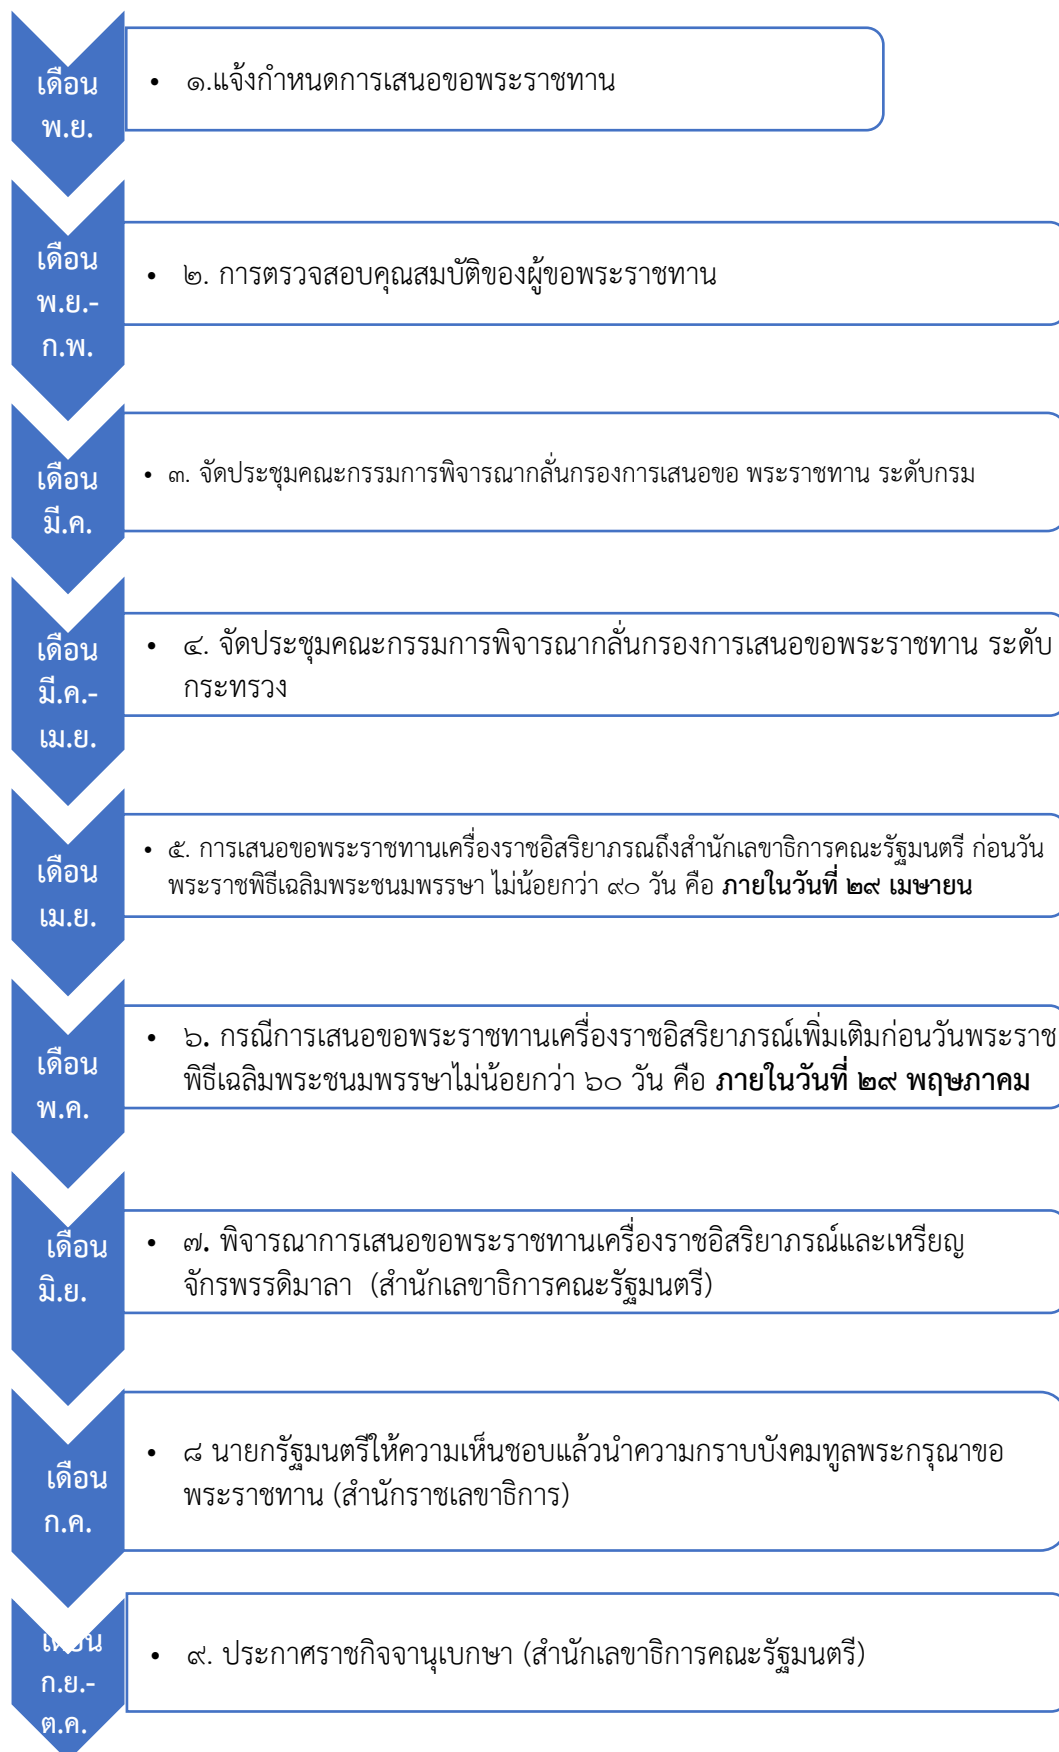 เดือน
พ.ย.
• ๑.แจ้งกำหนดการเสนอขอพระราชทาน
เดือน
พ.ย.-
ก.พ.
• ๒. การตรวจสอบคุณสมบัติของผู้ขอพระราชทาน
เดือน
มี.ค.
• ๓. จัดประชุมคณะกรรมการพิจารณากลั่นกรองการเสนอขอ พระราชทาน ระดับกรม
เดือน
มี.ค.-
เม.ย.
• ๔. จัดประชุมคณะกรรมการพิจารณากลั่นกรองการเสนอขอพระราชทาน ระดับ
กระทรวง
เดือน
เม.ย.
• ๕. การเสนอขอพระราชทานเครื่องราชอิสริยาภรณถึงสำนักเลขาธิการคณะรัฐมนตรี ก่อนวัน
พระราชพิธีเฉลิมพระชนมพรรษา ไม่น้อยกว่า ๙๐ วัน คือ ภายในวันที่ ๒๙ เมษายน
เดือน
พ.ค.
• ๖. กรณีการเสนอขอพระราชทานเครื่องราชอิสริยาภรณ์เพิ่มเติมก่อนวันพระราช
พิธีเฉลิมพระชนมพรรษาไม่น้อยกว่า ๖๐ วัน คือ ภายในวันที่ ๒๙ พฤษภาคม
เดือน
มิ.ย.
• ๗. พิจารณาการเสนอขอพระราชทานเครื่องราชอิสริยาภรณ์และเหรียญ
จักรพรรดิมาลา (สำนักเลขาธิการคณะรัฐมนตรี)
เดือน
ก.ค.
• ๘ นายกรัฐมนตรีให้ความเห็นชอบแล้วนำความกราบบังคมทูลพระกรุณาขอ
พระราชทาน (สำนักราชเลขาธิการ)
เดือน
ก.ย.-
ต.ค.
• ๙. ประกาศราชกิจจานุเบกษา (สำนักเลขาธิการคณะรัฐมนตรี)